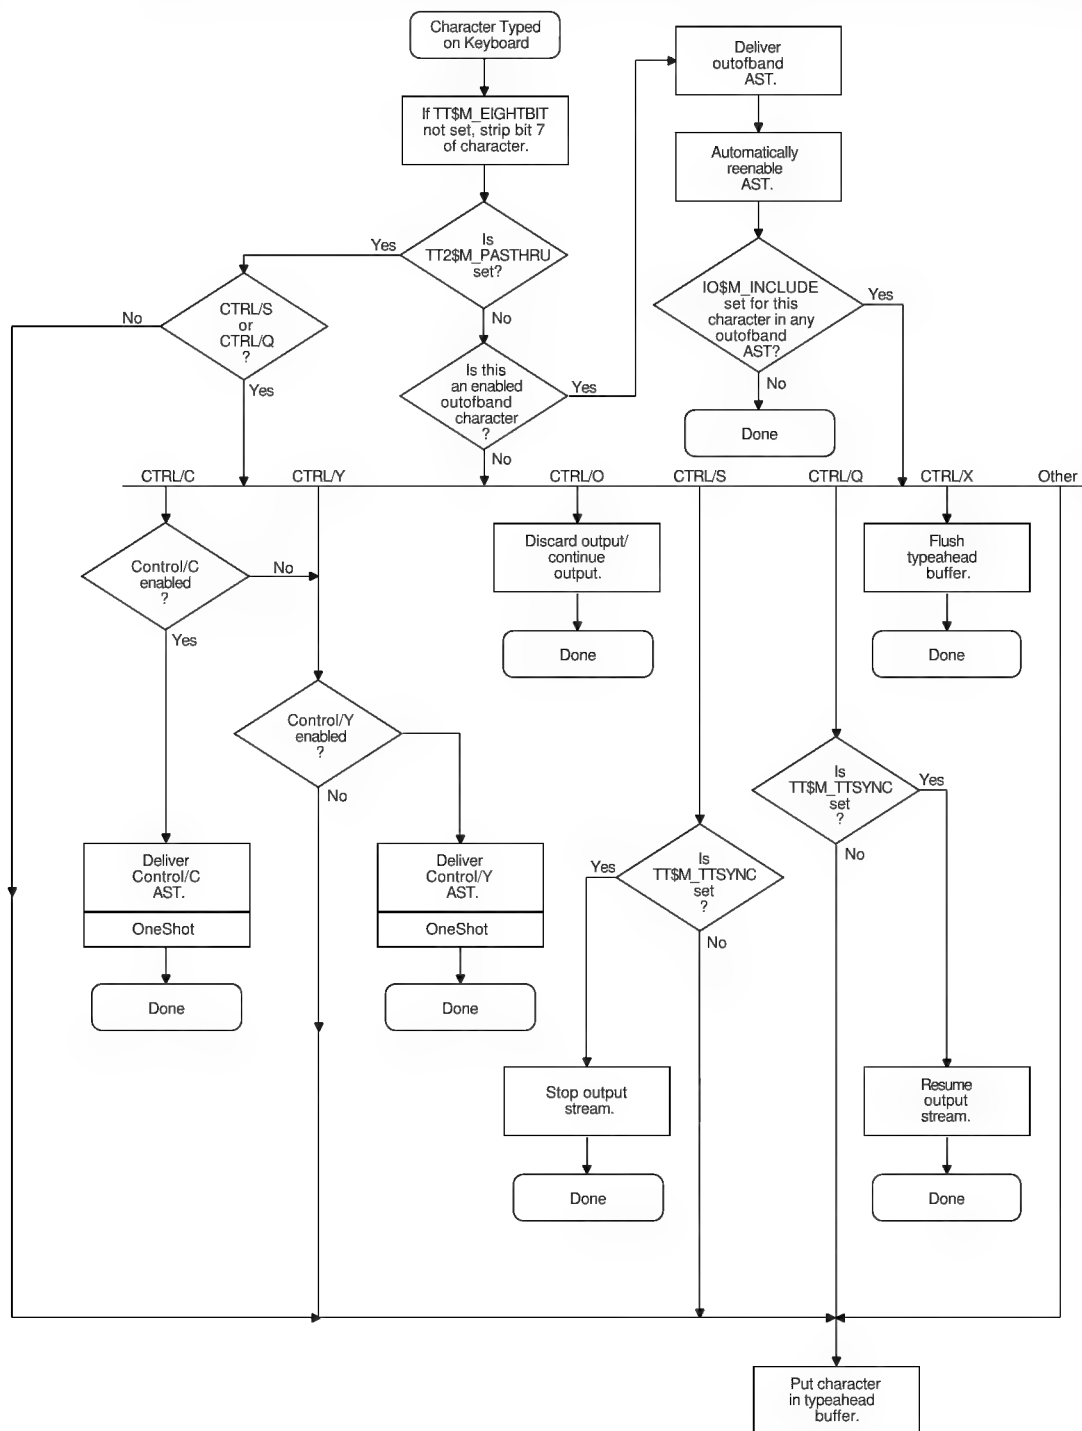 Character Typed
on Keyboard
If TT$M_EIGHTBIT
not set, strip bit 7
of character.
Is
TT2$M_PASTHRU
set?
Yes
No
CTRL/S
or
CTRL/Q
?
No
Yes
Is this
an enabled
outofband
character
?
Yes
No
Deliver
outofband
AST.
Automatically
reenable
AST.
IO$M_INCLUDE
set for this
character in any
outofband
AST?
Yes
No
Done
CTRL/C
CTRL/Y
CTRL/O
CTRL/S
CTRL/Q
CTRL/X
Other
Control/C
enabled
?
No
Yes
Discard output/
continue
output.
Done
Flush
typeahead
buffer.
Done
Control/Y
enabled
?
No
Is
TT$M_TTSYNC
set
?
Yes
No
Is
TT$M_TTSYNC
set
?
Yes
No
Deliver
Control/C
AST.
OneShot
Done
Deliver
Control/Y
AST.
OneShot
Done
Stop output
stream.
Done
Resume
output
stream.
Done
Put character
in typeahead
buffer.